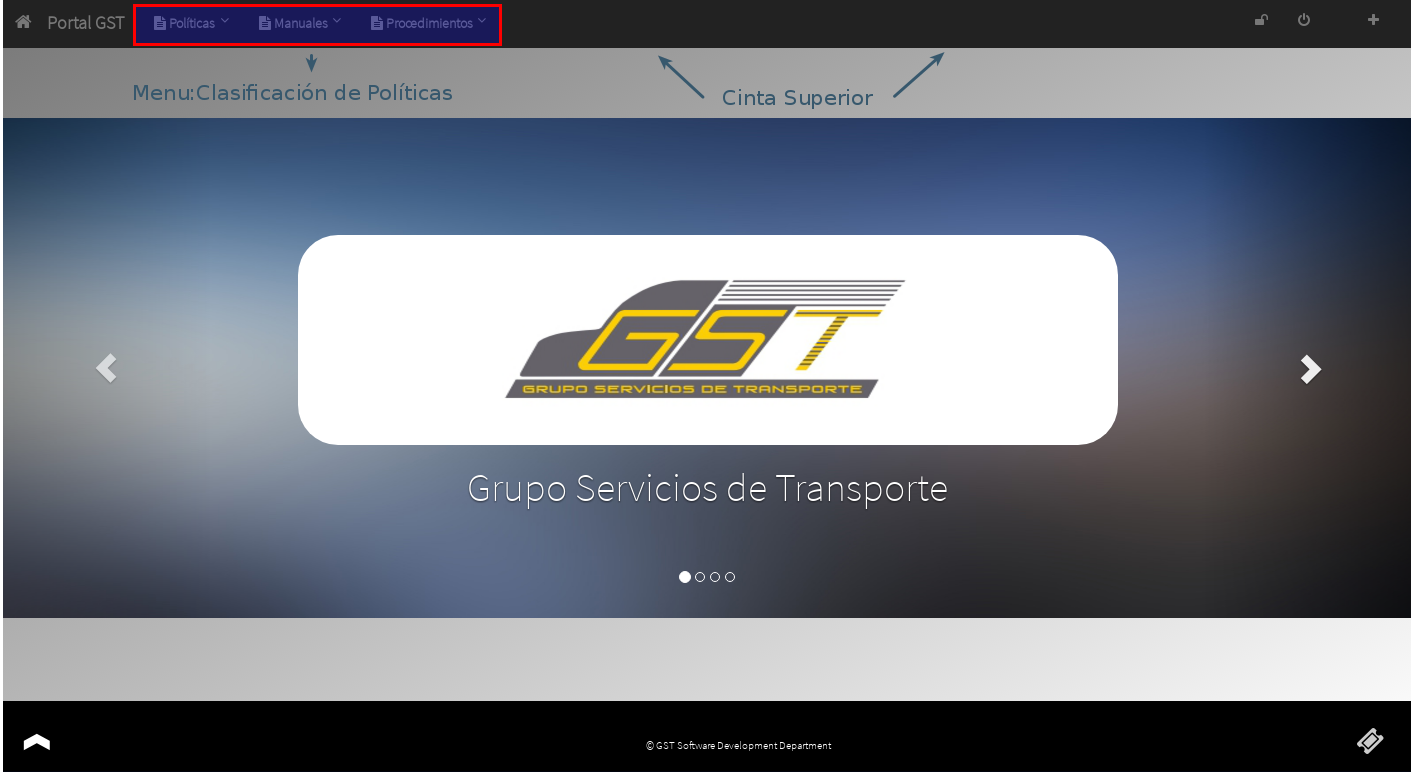 Portal GST Políticas Manuales Procedimientos
Menu:Clasificación de Políticas
Cinta Superior
GST
GRUPO SERVICIOS DE TRANSPORTE
Grupo Servicios de Transporte
© GST Software Development Department